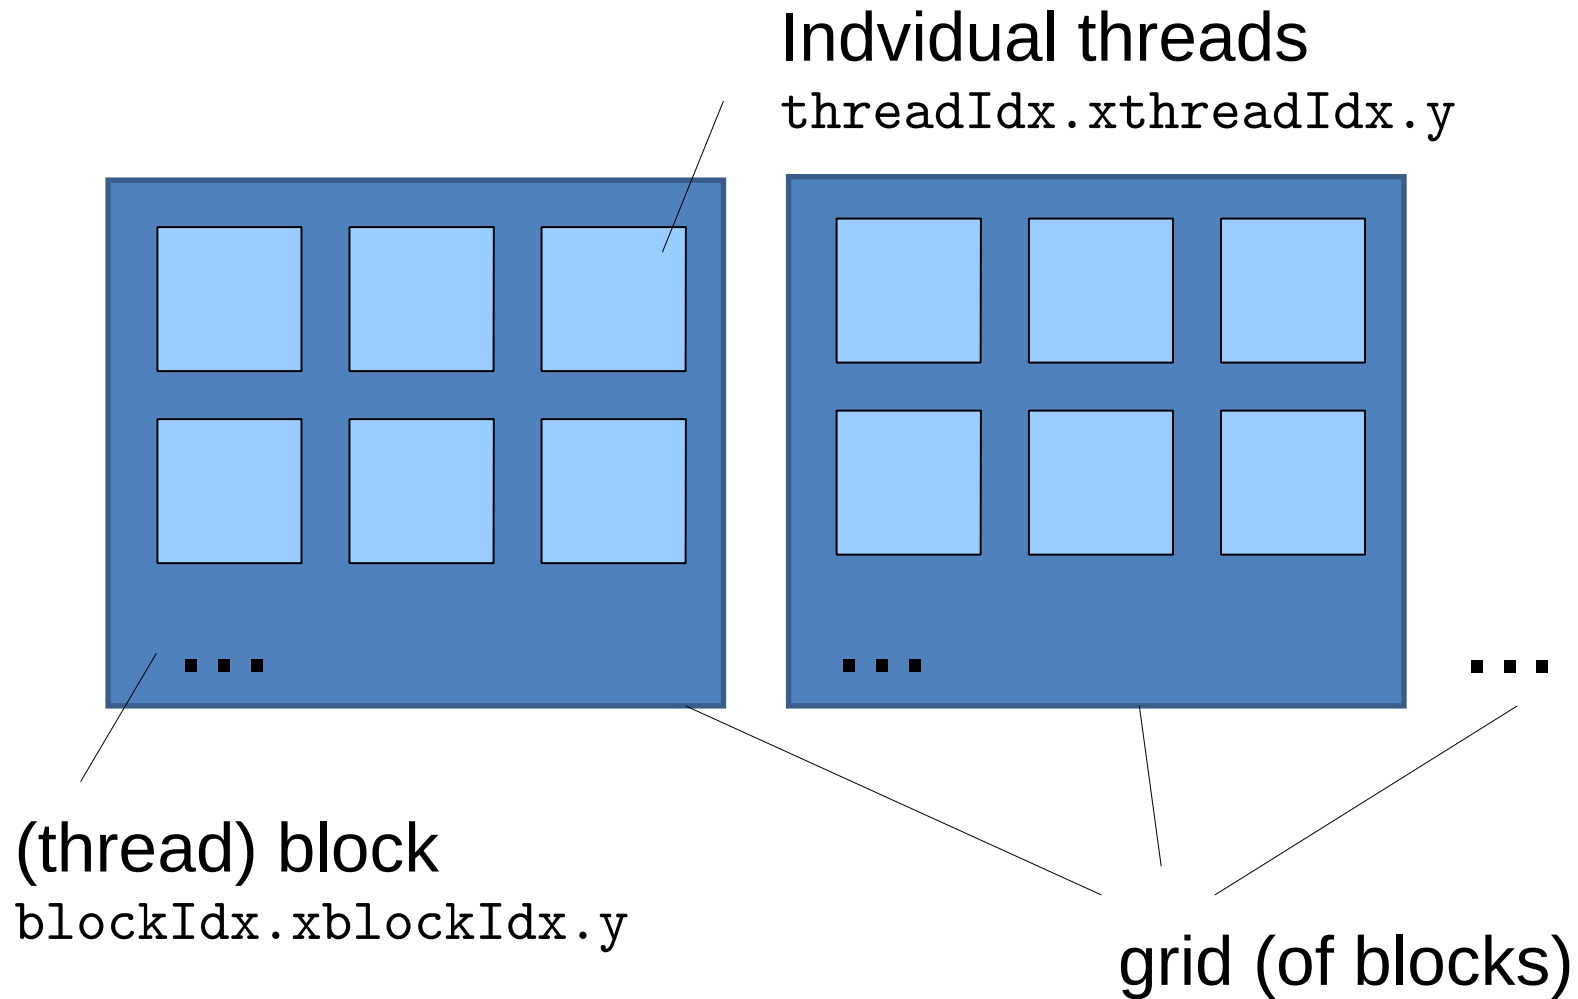 Indvidual threads
threadIdx.xthreadIdx.y
...
...
...
(thread) block
blockIdx.xblockIdx.y
grid (of blocks)